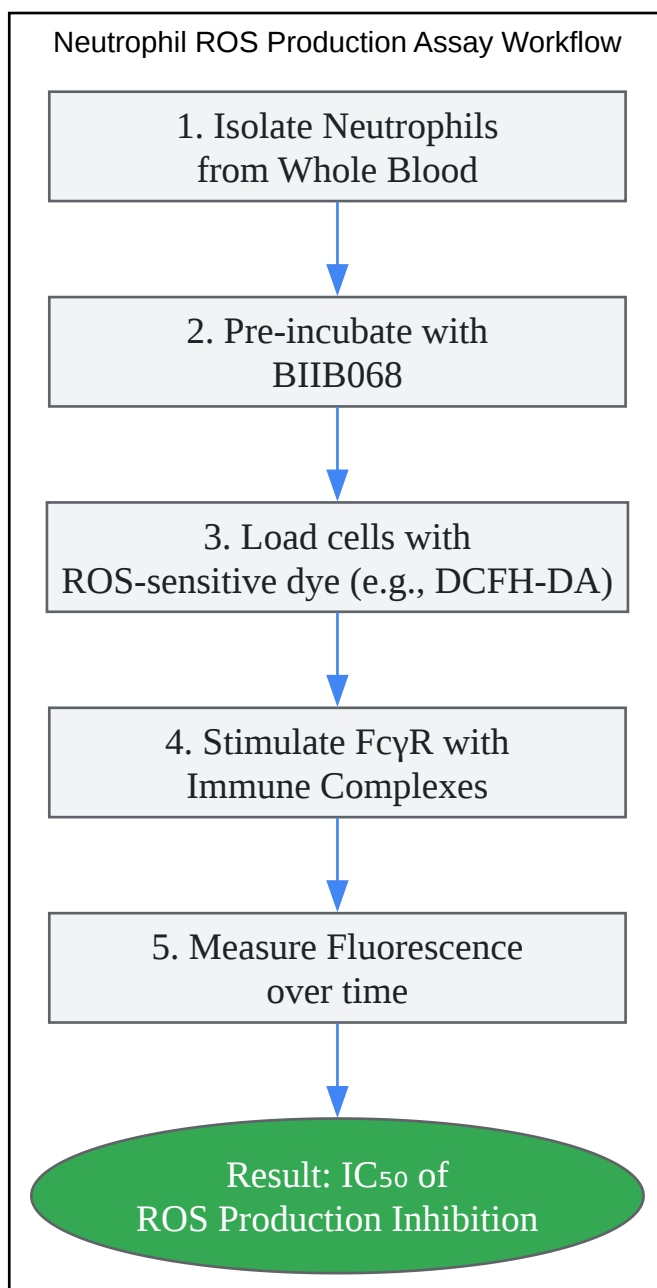 Neutrophil ROS Production Assay Workflow
1. Isolate Neutrophils
from Whole Blood
2. Pre-incubate with
BIIB068
3. Load cells with
ROS-sensitive dye (e.g., DCFH-DA)
4. Stimulate FcγR with
Immune Complexes
5. Measure Fluorescence
over time
Result: IC₅₀ of
ROS Production Inhibition